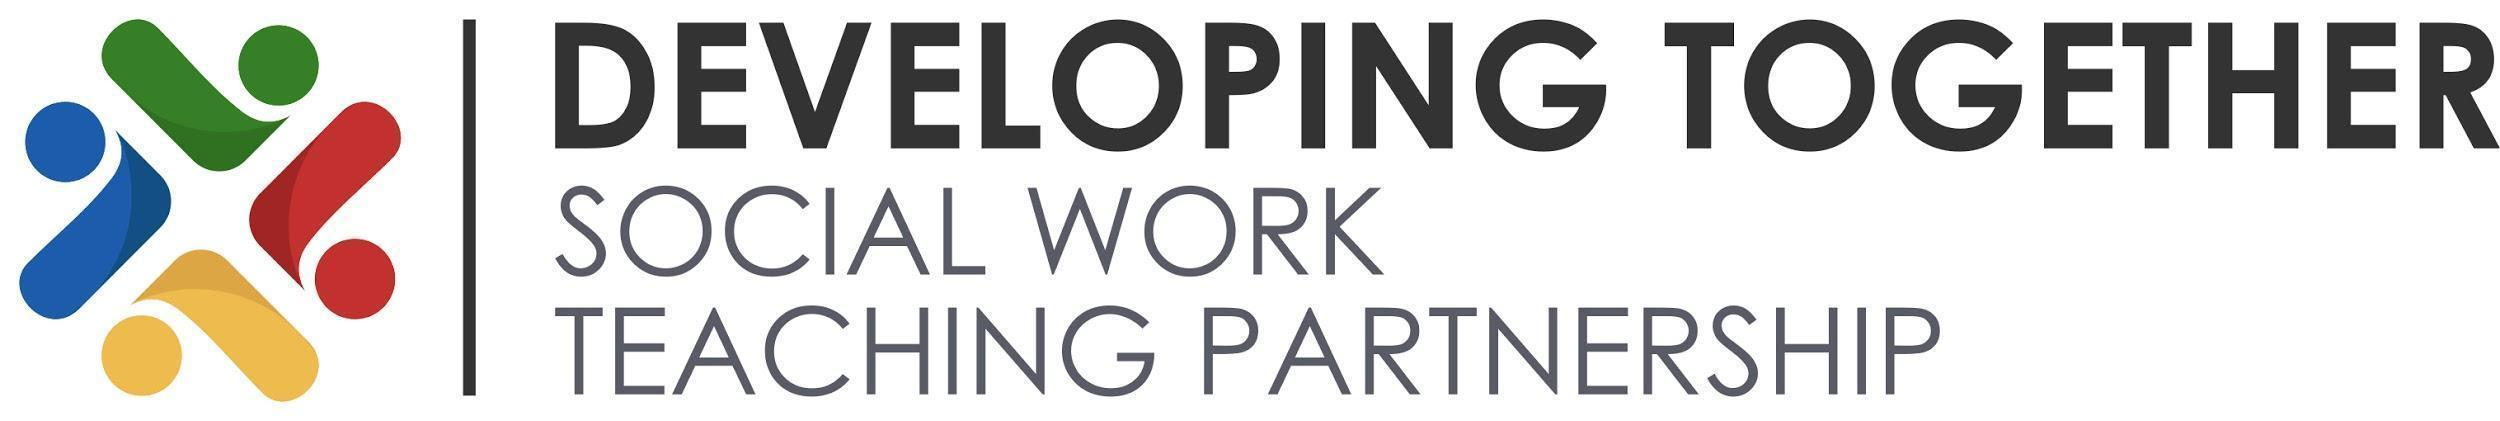 DEVELOPING TOGETHER
SOCIAL WORK
TEACHING PARTNERSHIP